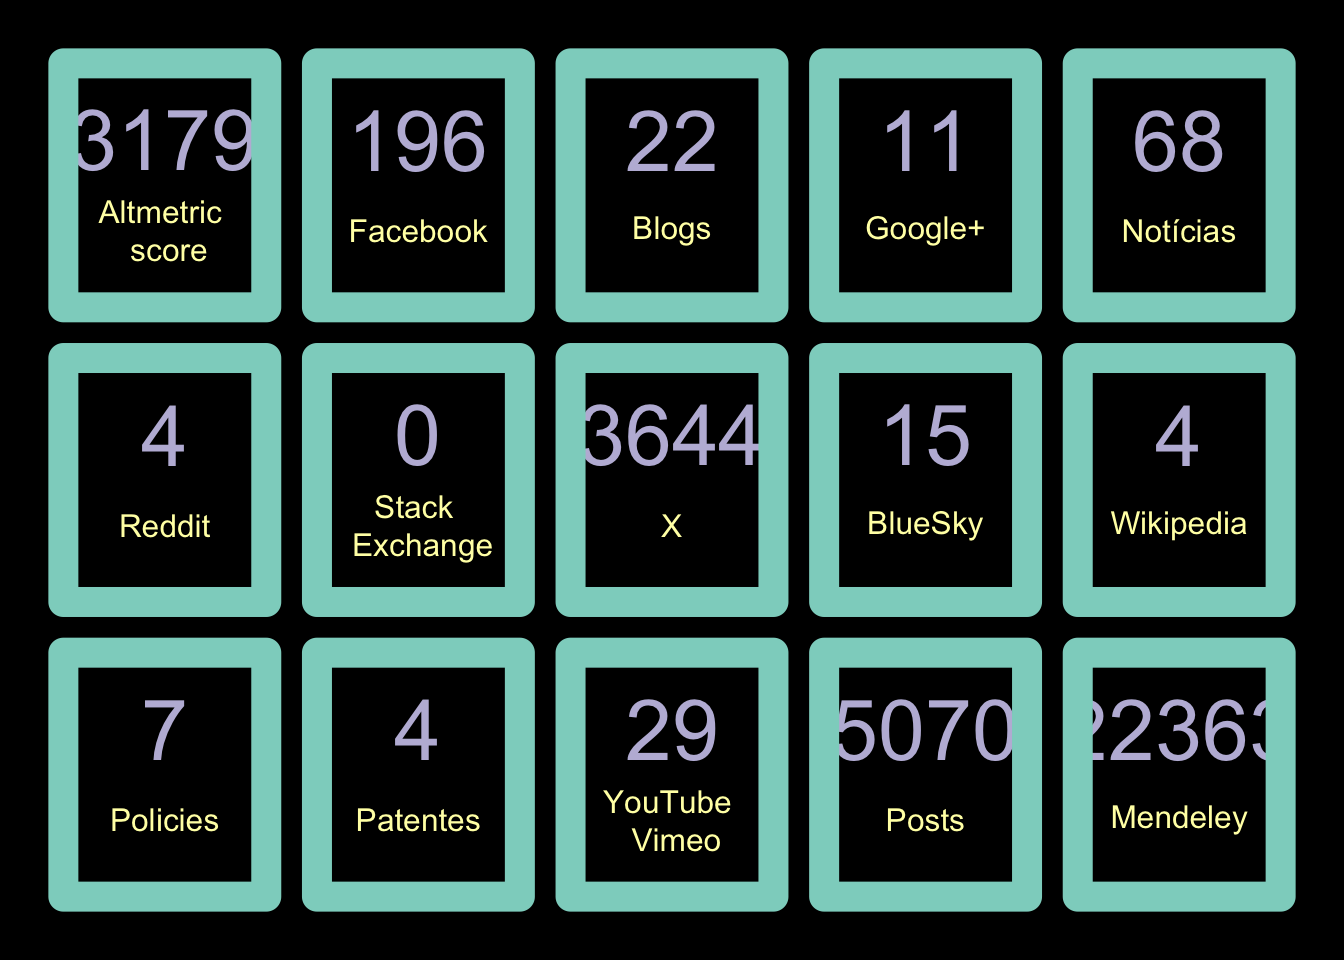 3179
Altmetric
score
196
Facebook
22
Blogs
11
Google+
68
Notícias
4
Reddit
0
Stack
Exchange
3644
X
15
BlueSky
4
Wikipedia
7
Policies
4
Patentes
29
YouTube
Vimeo
5070
Posts
22363
Mendeley